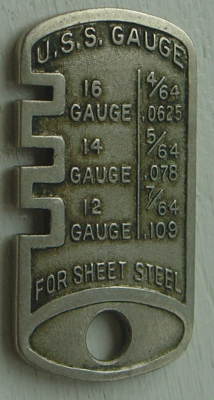 U.S.S. GAUGE
16 4/64
GAUGE .0625
14 5/64
GAUGE .078
12 7/64
GAUGE .109
FOR SHEET STEEL